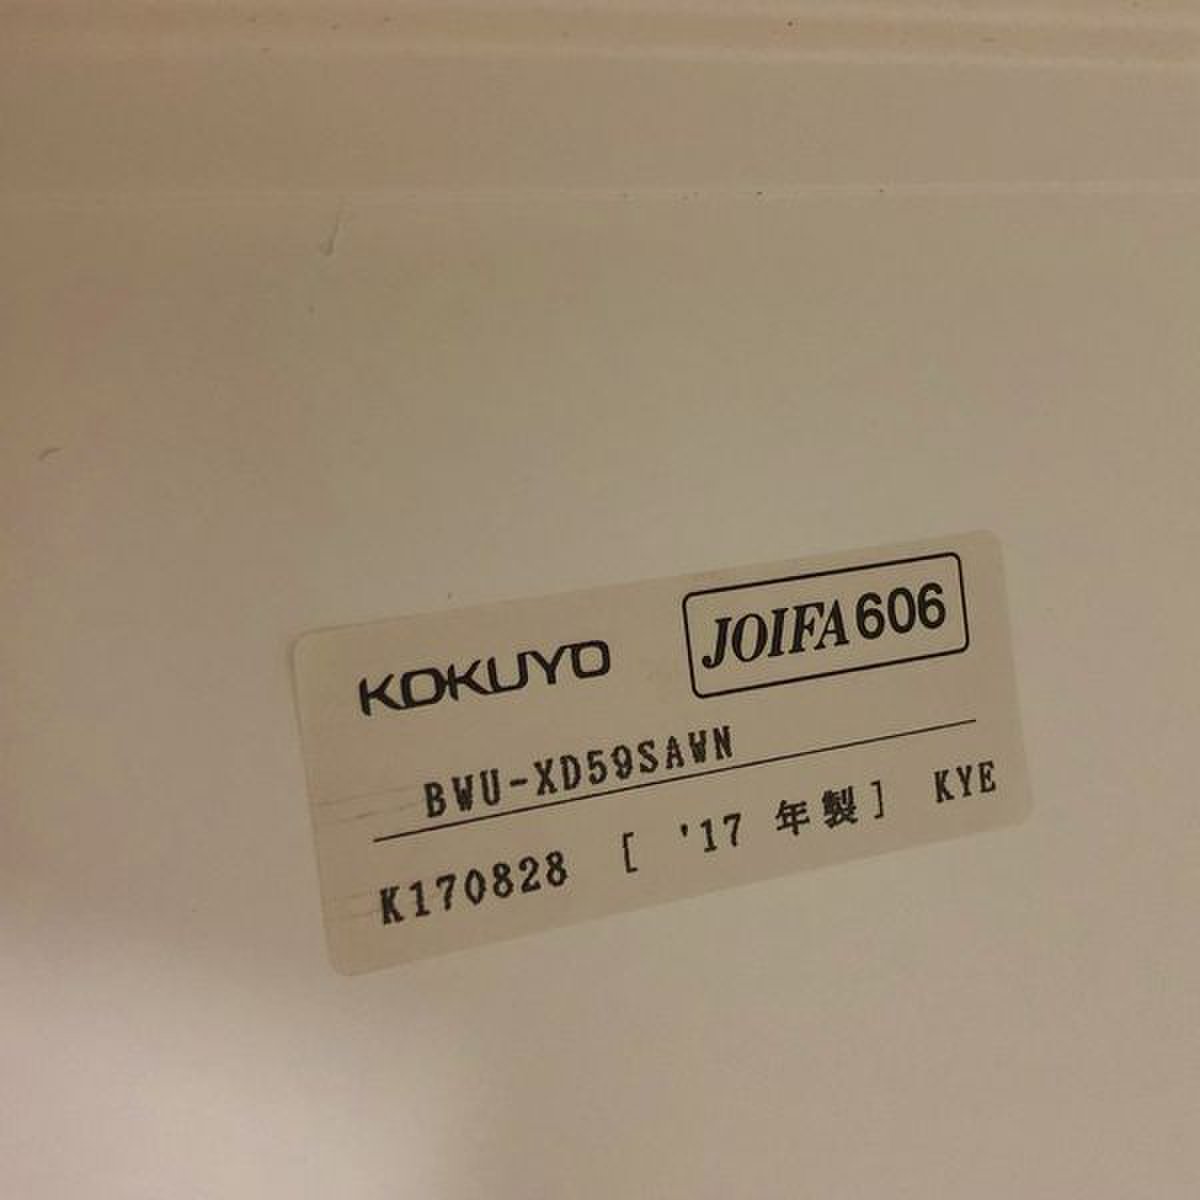 KOKUYO JOIFA606
BWU-XD59SAWN
K170828 [ '17 年製] KYE